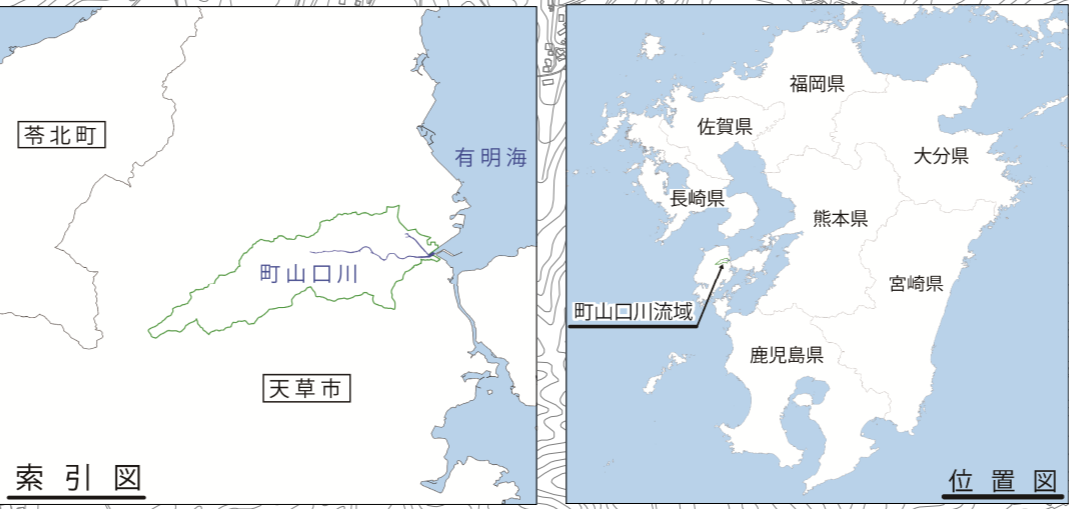 苓北町
有明海
町山口川
天草市
索引図
福岡県
佐賀県
大分県
長崎県
熊本県
宮崎県
町山口川流域
鹿児島県
位置図